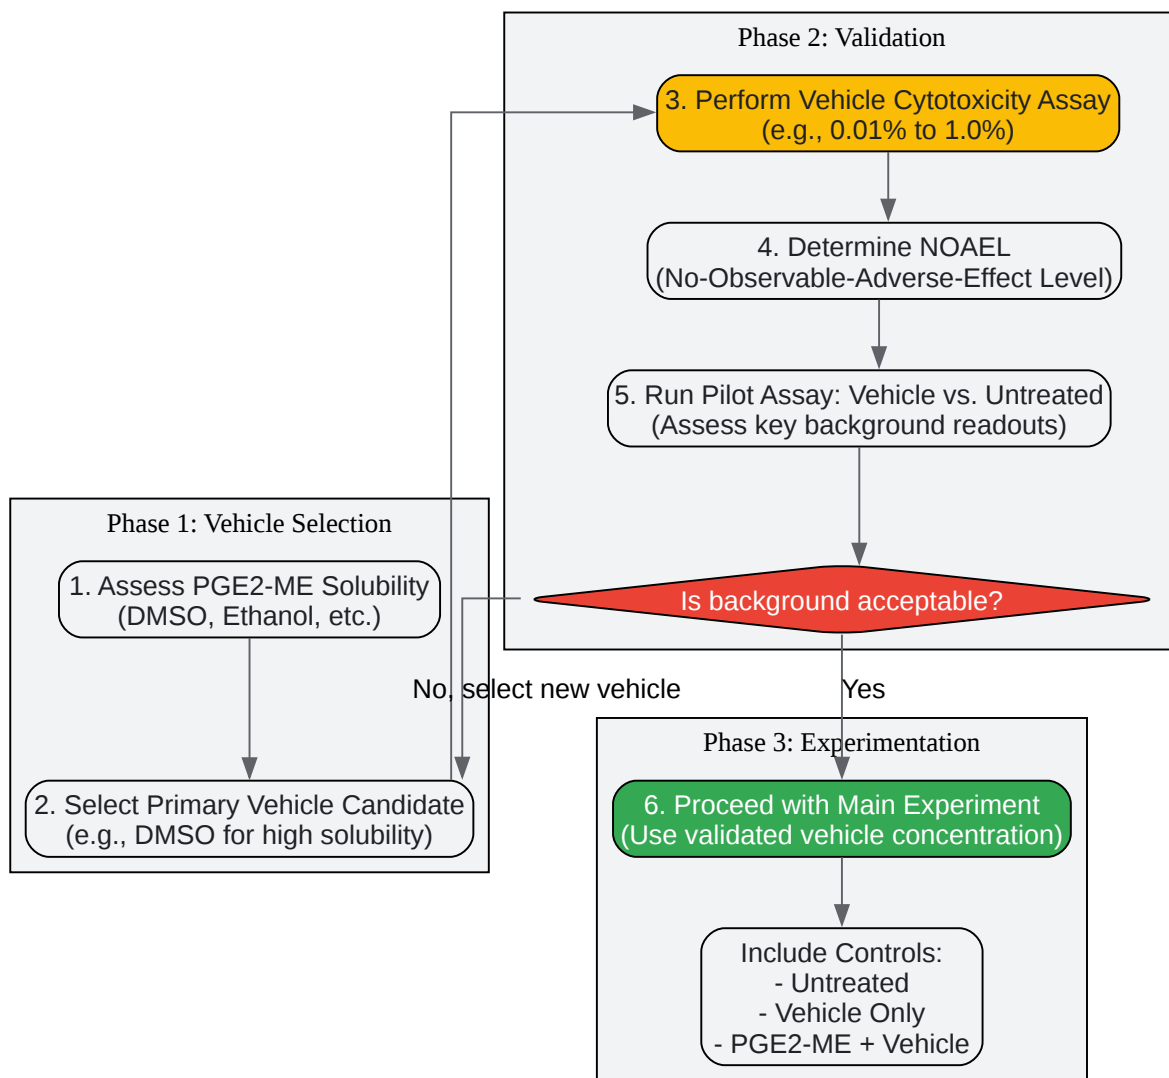 Phase 2: Validation
3. Perform Vehicle Cytotoxicity Assay
(e.g., 0.01% to 1.0%)
4. Determine NOAEL
(No-Observable-Adverse-Effect Level)
5. Run Pilot Assay: Vehicle vs. Untreated
(Assess key background readouts)
Is background acceptable?
Phase 1: Vehicle Selection
1. Assess PGE2-ME Solubility
(DMSO, Ethanol, etc.)
No, select new vehicle
Yes
2. Select Primary Vehicle Candidate
(e.g., DMSO for high solubility)
Phase 3: Experimentation
6. Proceed with Main Experiment
(Use validated vehicle concentration)
Include Controls:
- Untreated
- Vehicle Only
- PGE2-ME + Vehicle